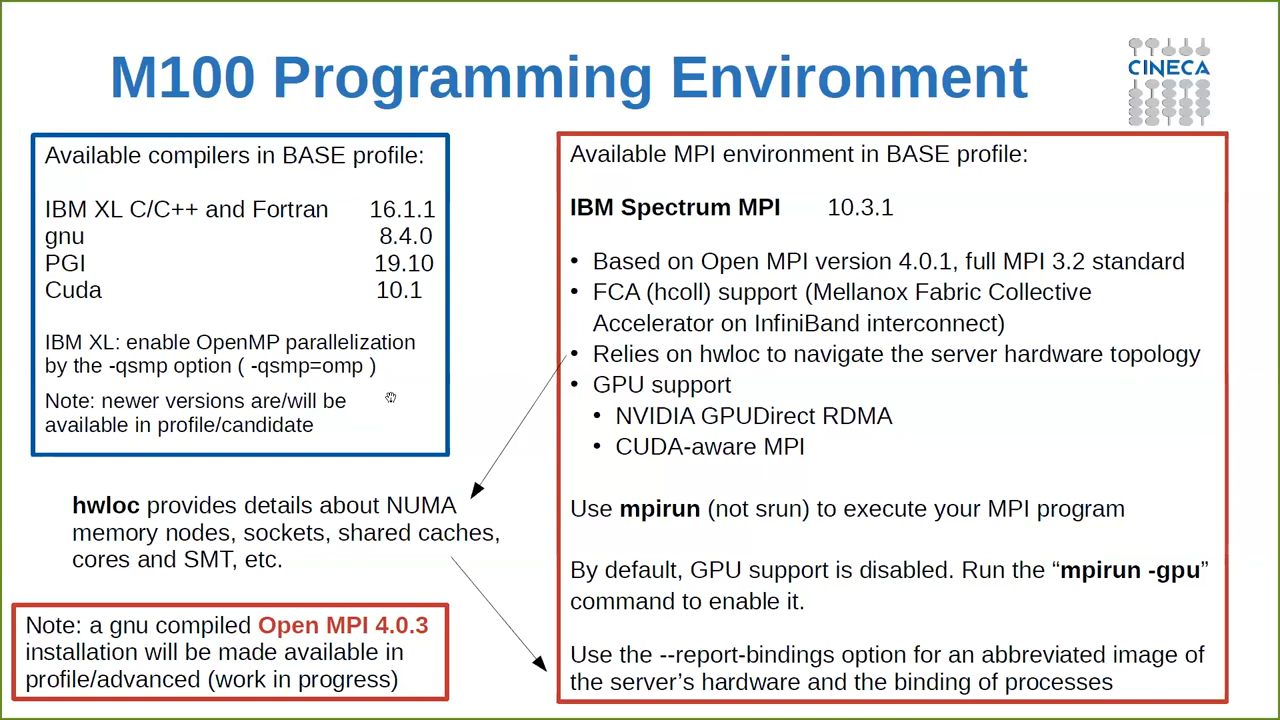 M100 Programming Environment
CINECA
Available compilers in BASE profile:
IBM XL C/C++ and Fortran 16.1.1
gnu 8.4.0
PGI 19.10
Cuda 10.1
IBM XL: enable OpenMP parallelization
by the -qsmp option ( -qsmp=omp )
Note: newer versions are/will be
available in profile/candidate
hwloc provides details about NUMA
memory nodes, sockets, shared caches,
cores and SMT, etc.
Note: a gnu compiled Open MPI 4.0.3
installation will be made available in
profile/advanced (work in progress)
Available MPI environment in BASE profile:
IBM Spectrum MPI 10.3.1
• Based on Open MPI version 4.0.1, full MPI 3.2 standard
• FCA (hcoll) support (Mellanox Fabric Collective
Accelerator on InfiniBand interconnect)
• Relies on hwloc to navigate the server hardware topology
• GPU support
• NVIDIA GPUDirect RDMA
• CUDA-aware MPI
Use mpirun (not srun) to execute your MPI program
By default, GPU support is disabled. Run the “mpirun -gpu”
command to enable it.
Use the --report-bindings option for an abbreviated image of
the server’s hardware and the binding of processes